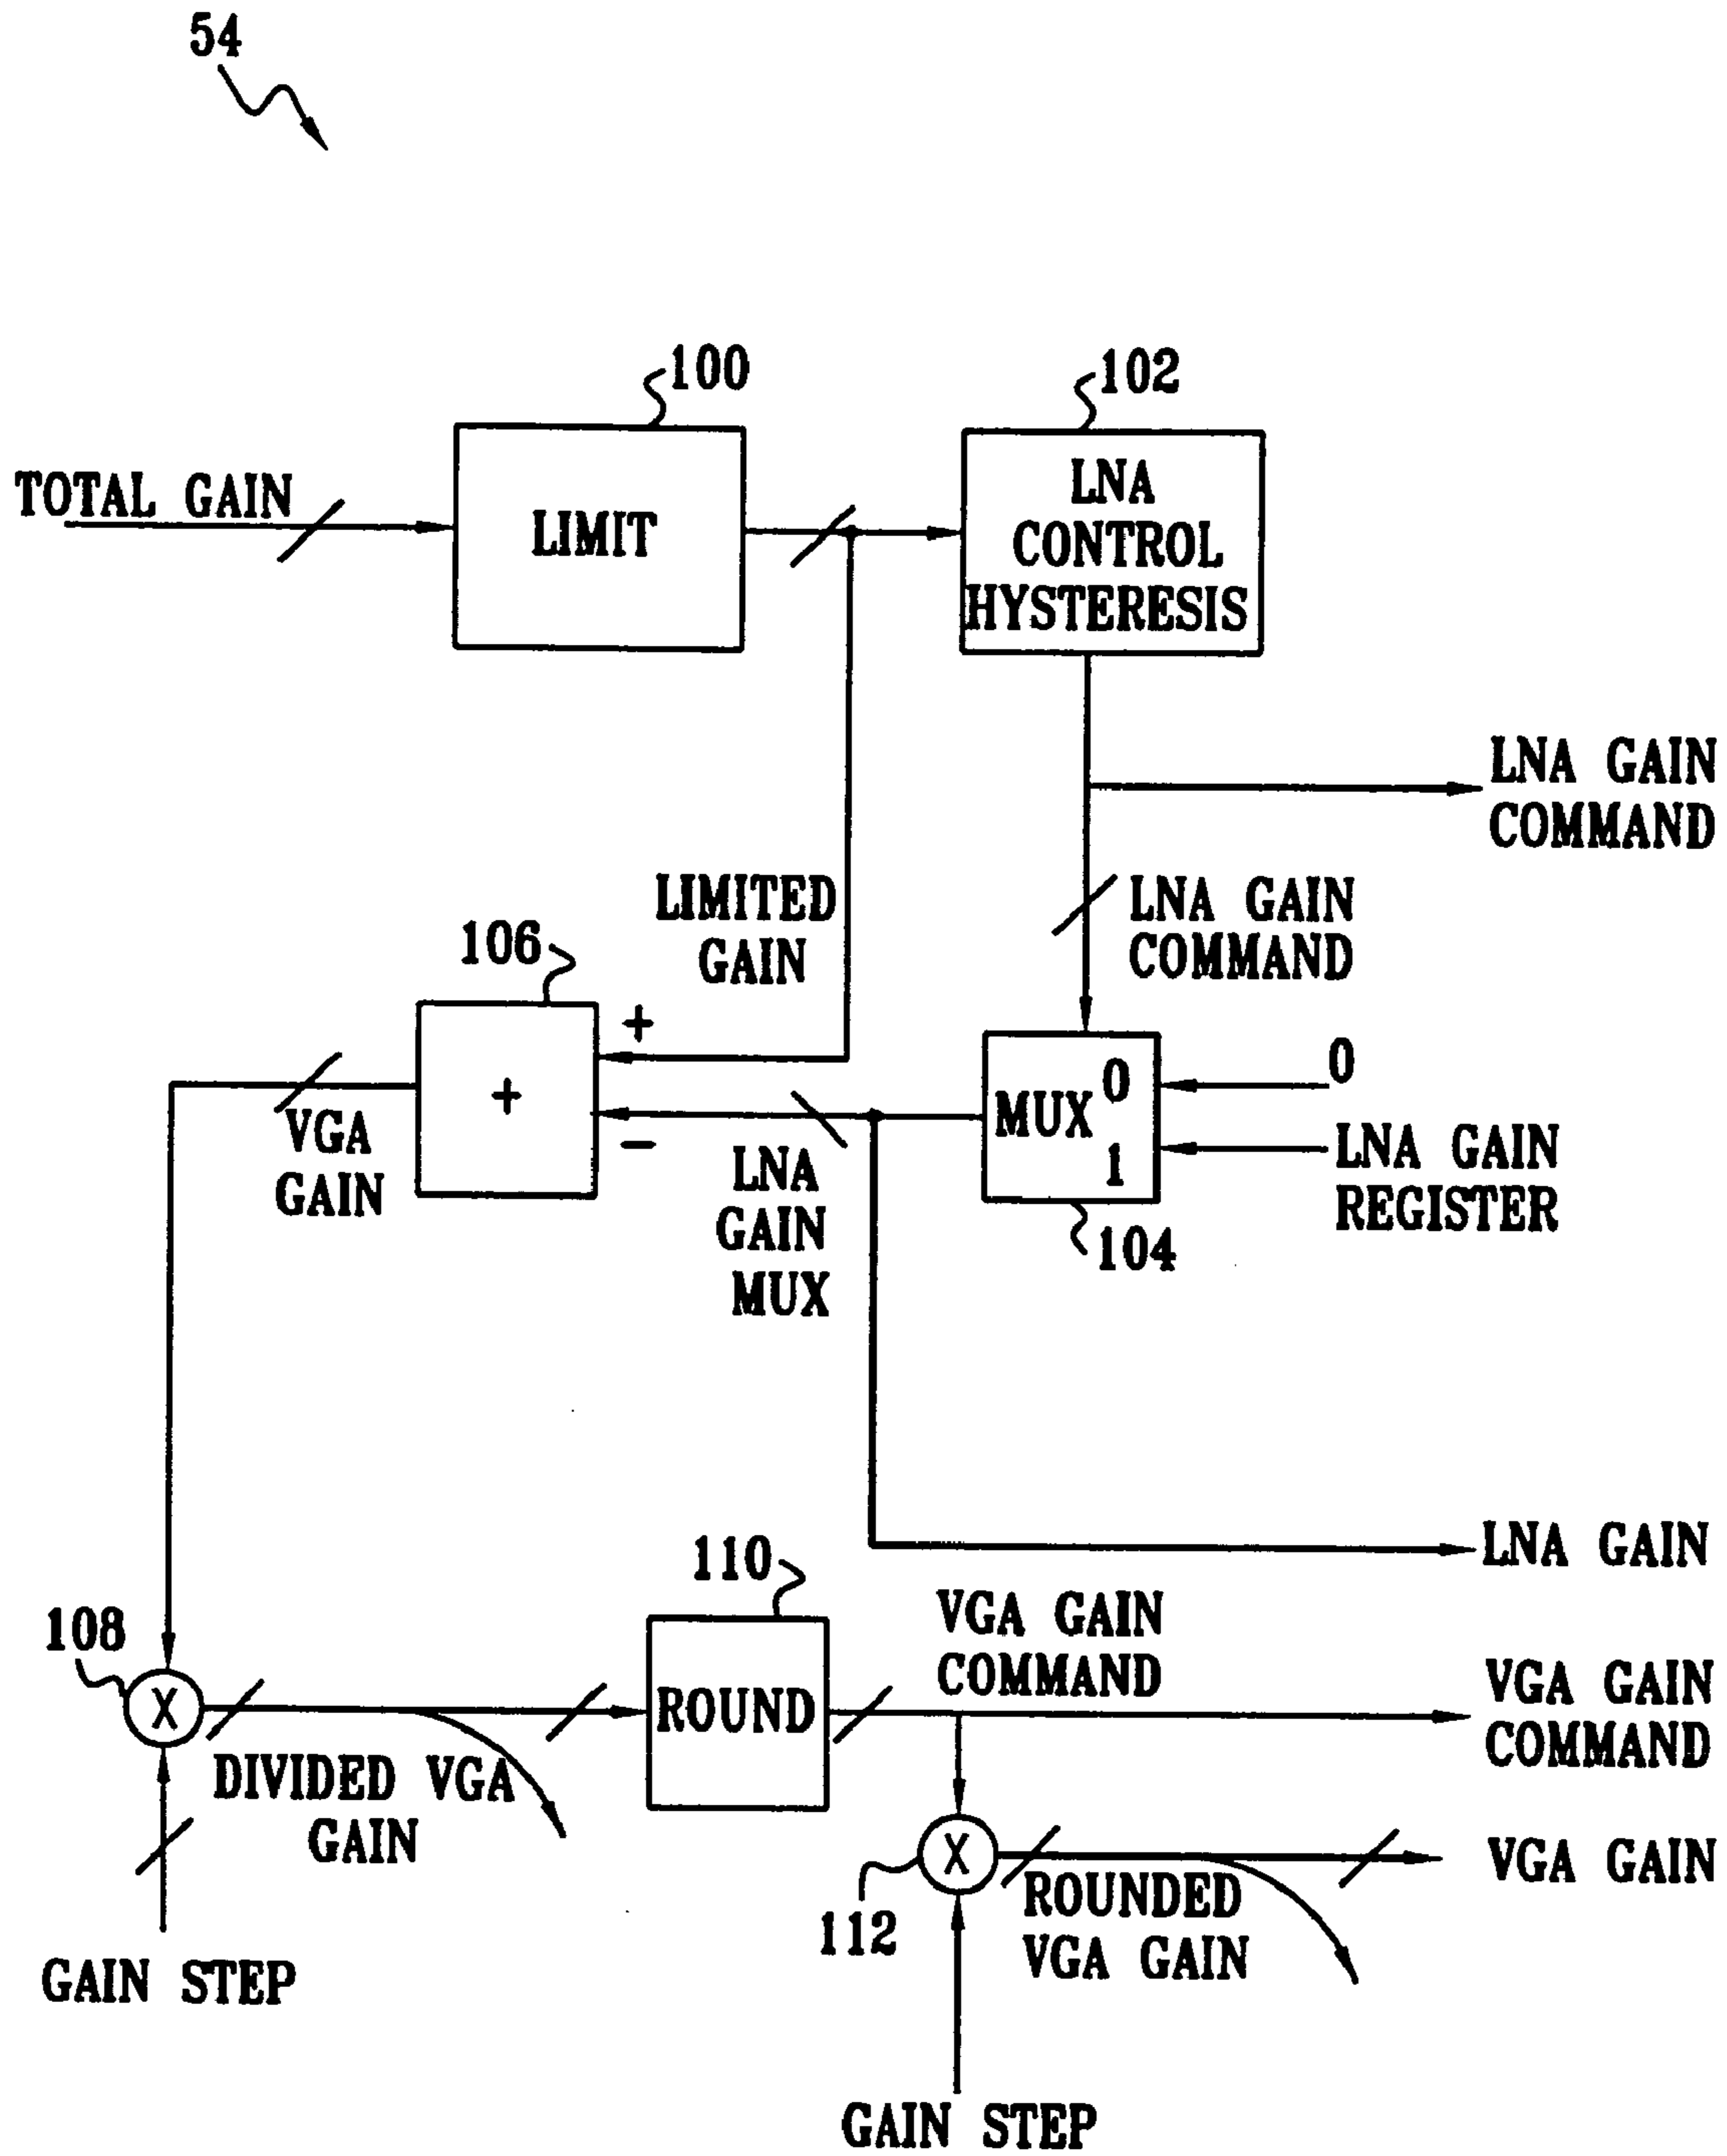 54
100
102
TOTAL GAIN
LIMIT
LNA
CONTROL
HYSTERESIS
LNA GAIN
COMMAND
LIMITED
GAIN
LNA GAIN
COMMAND
106
+
+
−
MUX
0
1
0
LNA GAIN
REGISTER
104
VGA
GAIN
LNA
GAIN
MUX
LNA GAIN
110
108
X
ROUND
VGA GAIN
COMMAND
VGA GAIN
COMMAND
DIVIDED VGA
GAIN
X
VGA GAIN
112
ROUNDED
VGA GAIN
GAIN STEP
GAIN STEP